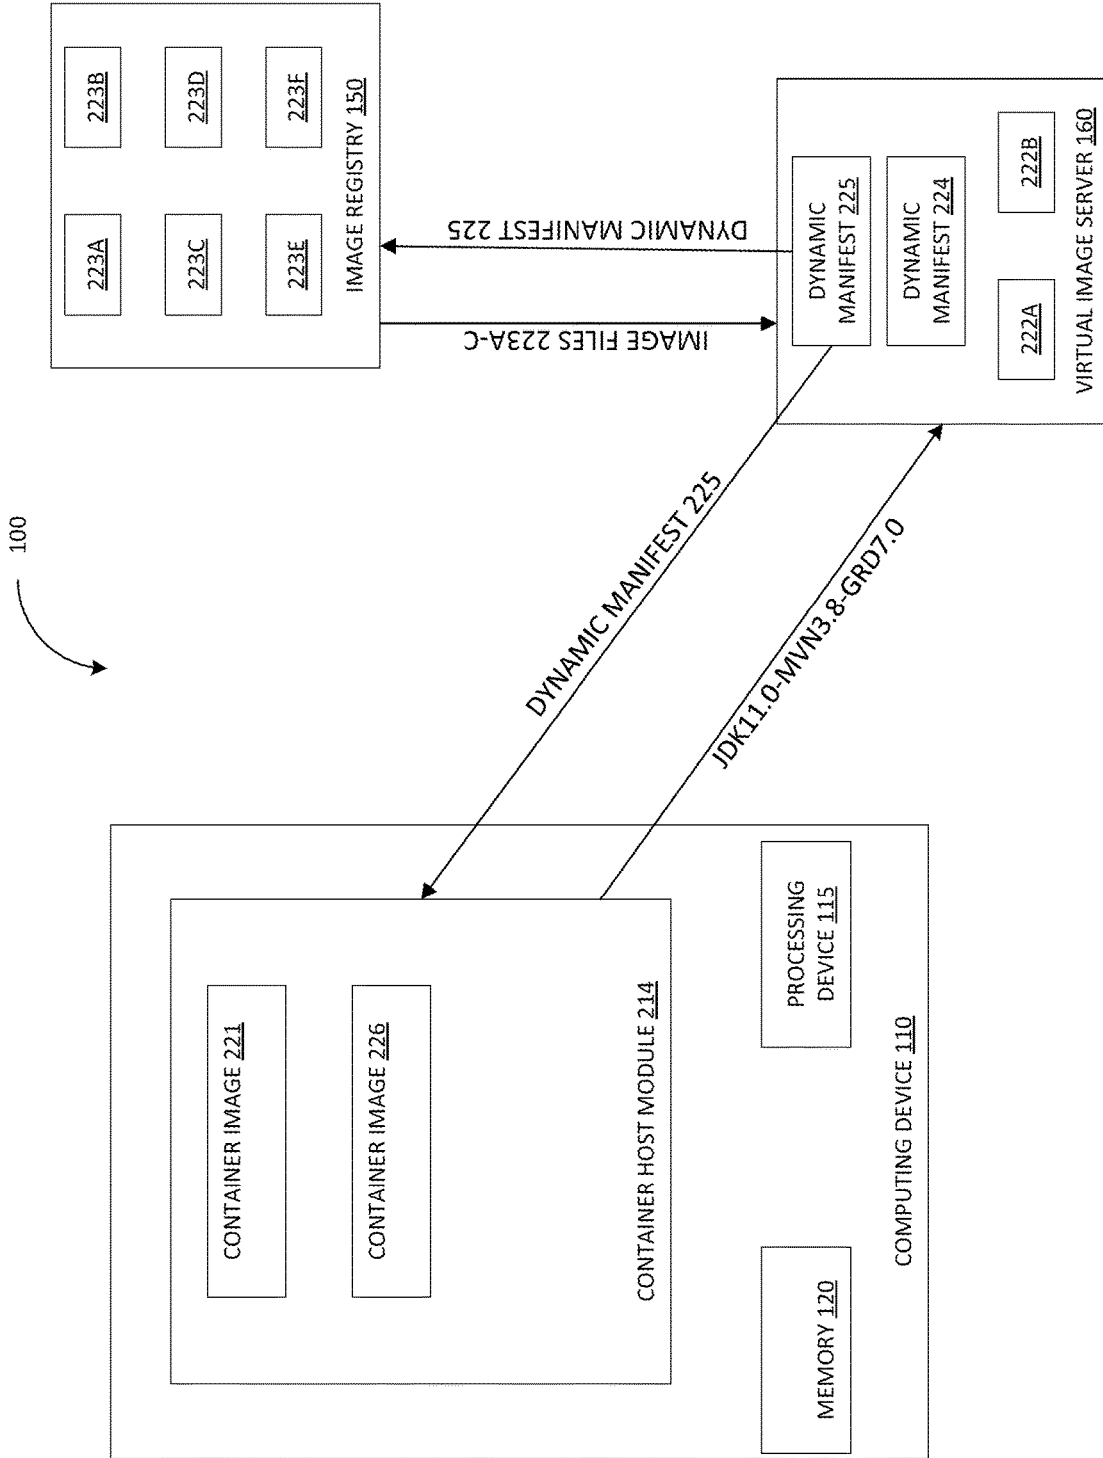 100
CONTAINER IMAGE 221
CONTAINER IMAGE 226
CONTAINER HOST MODULE 214
MEMORY 120
PROCESSING
DEVICE 115
COMPUTING DEVICE 110
DYNAMIC MANIFEST 225
JDK11.0-MVN3.8-GRD7.0
223A
223B
223C
223D
223E
223F
IMAGE REGISTRY 150
IMAGE FILES 223A-C
DYNAMIC MANIFEST 225
DYNAMIC
MANIFEST 225
DYNAMIC
MANIFEST 224
222A
222B
VIRTUAL IMAGE SERVER 160